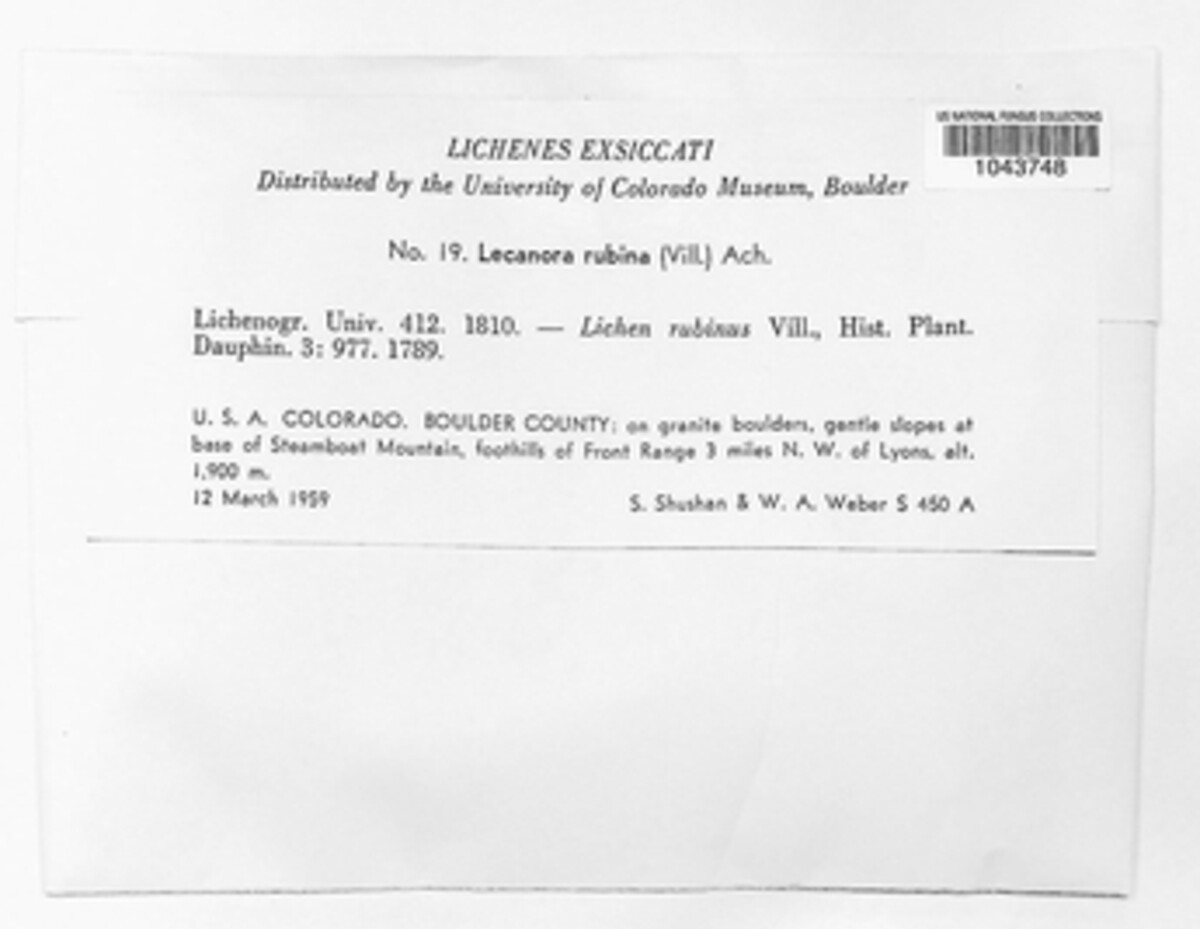 US NATIONAL FUNGUS COLLECTIONS
1043748
LICHENES EXSICCATI
Distributed by the University of Colorado Museum, Boulder
No. 19. Lecanora rubina (Vill.) Ach.
Lichenogr. Univ. 412. 1810. — Lichen rubinus Vill., Hist. Plant.
Dauphin. 3: 977. 1789.
U. S. A. COLORADO. BOULDER COUNTY: on granite boulders, gentle slopes at
base of Steamboat Mountain, foothills of Front Range 3 miles N. W. of Lyons, alt.
1,900 m.
12 March 1959 S. Shushan & W. A. Weber S 450 A